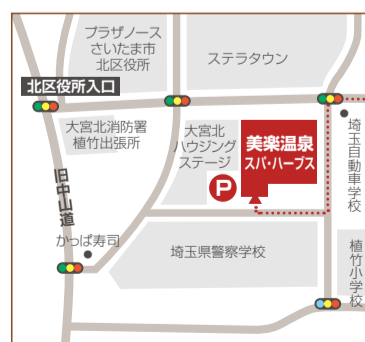 プラザノース
さいたま市
北区役所
ステラタウン
北区役所入口
大宮北消防署
植竹出張所
大宮北
ハウジング
ステージ
美楽温泉
スパ・ハーブス
P
埼玉自動車学校
旧中山道
かっぱ寿司
埼玉県警察学校
植竹小学校